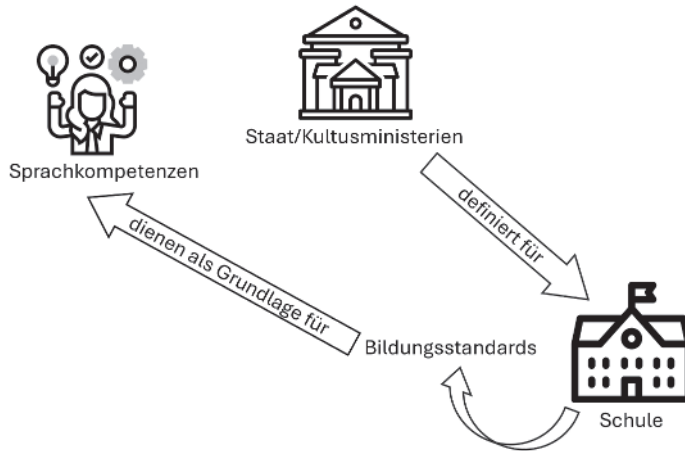 Staat/Kultusministerien
Sprachkompetenzen
definiert für
dienen als Grundlage für
Bildungsstandards
Schule